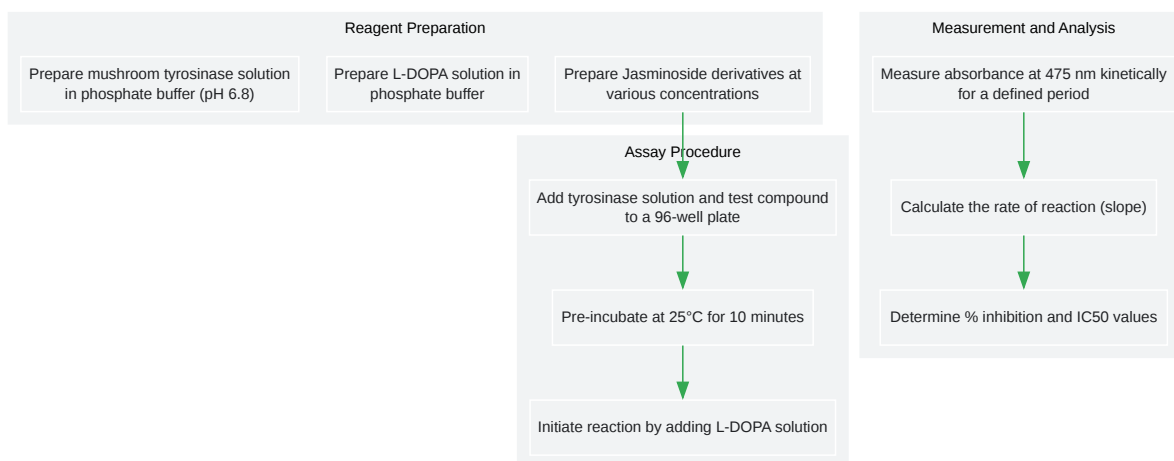 Reagent Preparation
Prepare mushroom tyrosinase solution
in phosphate buffer (pH 6.8)
Prepare L-DOPA solution in
phosphate buffer
Prepare Jasminoside derivatives at
various concentrations
Assay Procedure
Add tyrosinase solution and test compound
to a 96-well plate
Pre-incubate at 25°C for 10 minutes
Initiate reaction by adding L-DOPA solution
Measurement and Analysis
Measure absorbance at 475 nm kinetically
for a defined period
Calculate the rate of reaction (slope)
Determine % inhibition and IC50 values